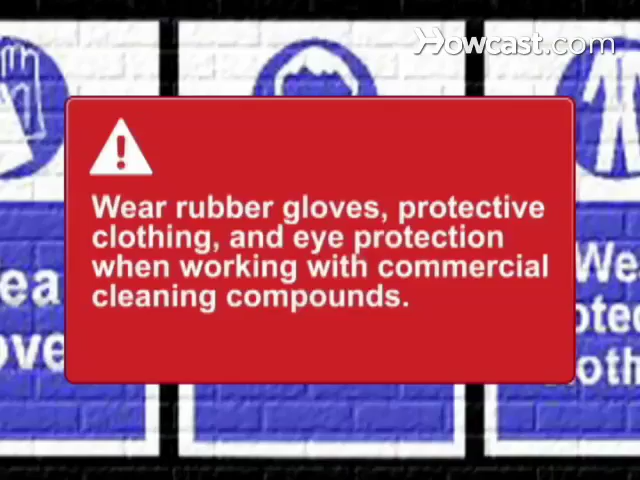 Howcast.com
Wear rubber gloves, protective
clothing, and eye protection
when working with commercial
cleaning compounds.